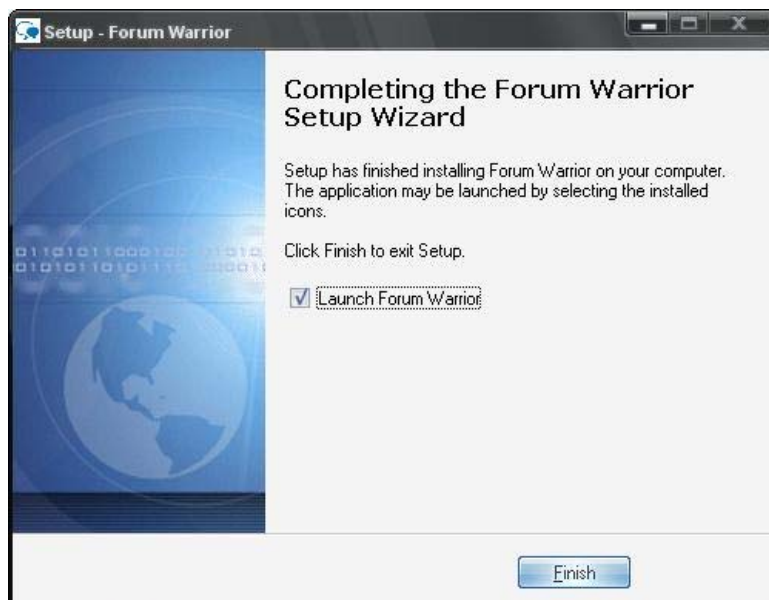 Setup - Forum Warrior
Completing the Forum Warrior
Setup Wizard
Setup has finished installing Forum Warrior on your computer.
The application may be launched by selecting the installed
icons.
Click Finish to exit Setup.
Launch Forum Warrior
Finish